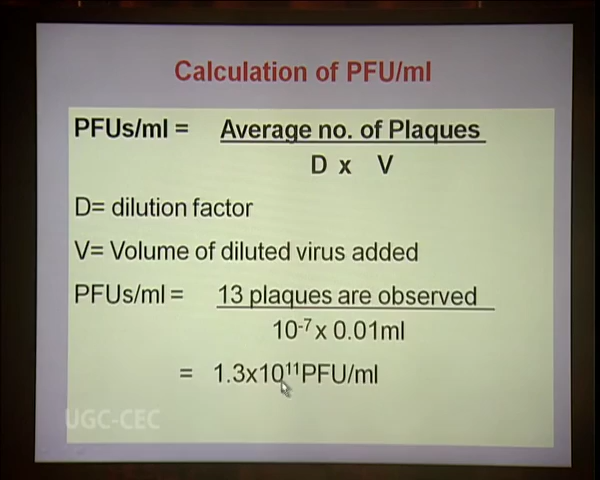 Calculation of PFU/ml
PFUs/ml = Average no. of Plaques
D x V
D= dilution factor
V= Volume of diluted virus added
PFUs/ml = 13 plaques are observed
10⁻⁷ x 0.01ml
= 1.3x10¹¹PFU/ml
UGC-CEC